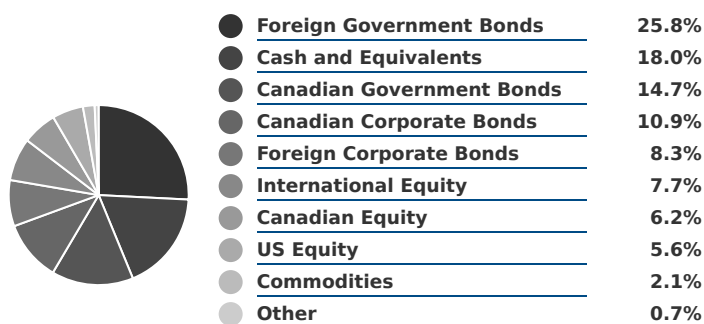 Foreign Government Bonds 25.8%
Cash and Equivalents 18.0%
Canadian Government Bonds 14.7%
Canadian Corporate Bonds 10.9%
Foreign Corporate Bonds 8.3%
International Equity 7.7%
Canadian Equity 6.2%
US Equity 5.6%
Commodities 2.1%
Other 0.7%